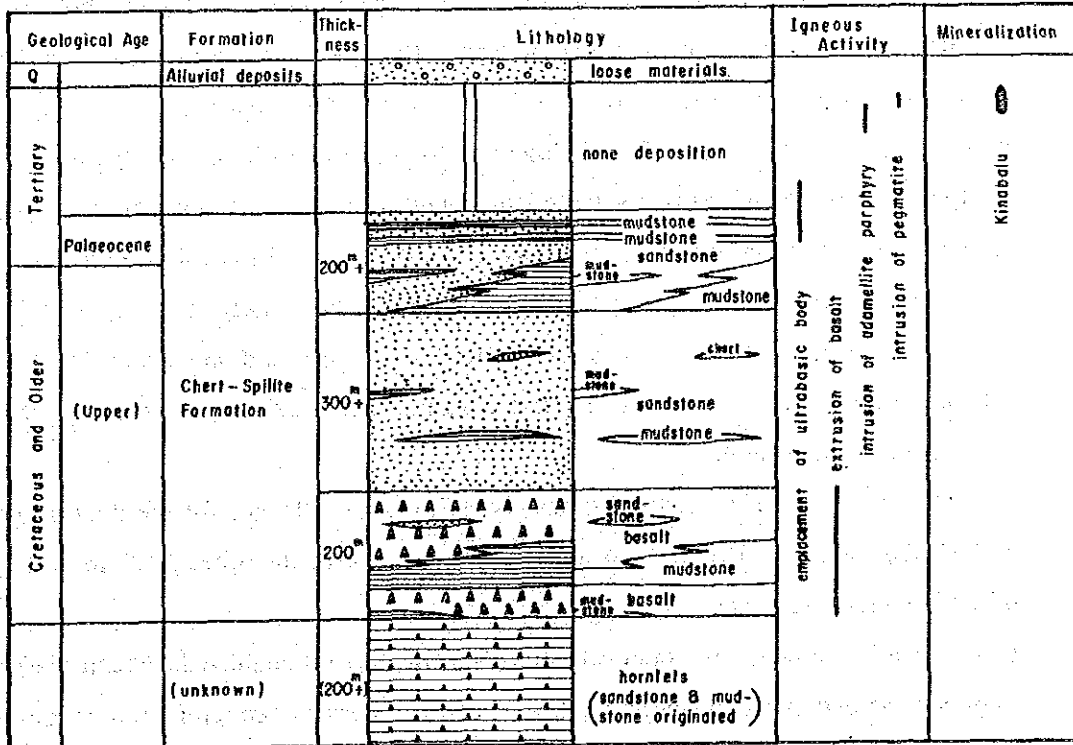 Geological Age
Formation
Thick-
ness
Lithology
Igneous
Activity
Mineralization
Q
Alluvial deposits
loose materials.
Tertiary
none deposition
Palaeocene
200m+
mudstone
mudstone
sandstone
mud-
stone
mudstone
Cretaceous and Older
(Upper)
Chert-Spilite
Formation
300m+
chert
mud-
stone
sandstone
mudstone
200m
sand-
stone
basalt
mudstone
mud-
stone
basalt
(unknown)
(200m+)
hornfels
(sandstone & mud-
stone originated)
emplacement of ultrabasic body
extrusion of basalt
intrusion of adamellite porphyry
intrusion of pegmatite
Kinabalu